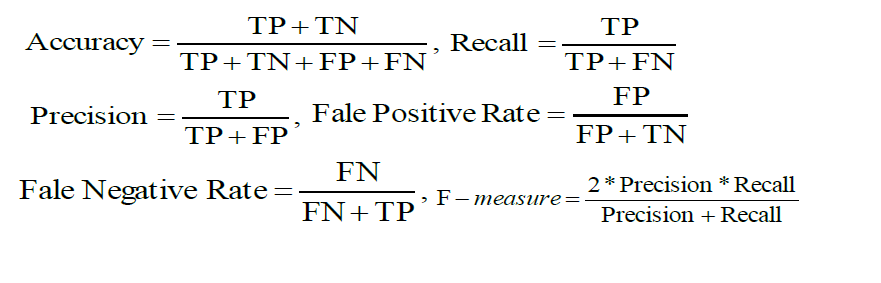 Accuracy = (TP + TN) / (TP + TN + FP + FN) , Recall = TP / (TP + FN)
Precision = TP / (TP + FP) , Fale Positive Rate = FP / (FP + TN)
Fale Negative Rate = FN / (FN + TP) , F – measure = (2 * Precision * Recall) / (Precision + Recall)